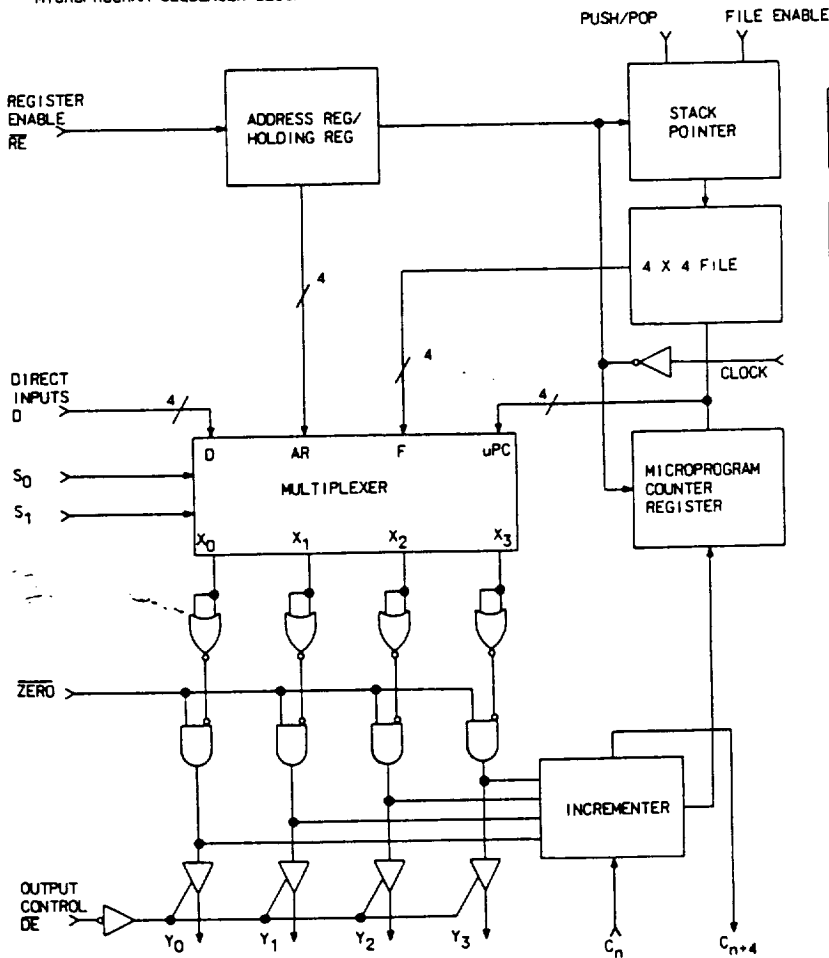 PUSH/POP
FILE ENABLE
REGISTER
ENABLE
RE
ADDRESS REG/
HOLDING REG
STACK
POINTER
4
4 X 4 FILE
4
CLOCK
DIRECT
INPUTS
D
4
4
D
AR
F
uPC
S0
S1
MULTIPLEXER
MICROPROGRAM
COUNTER
REGISTER
X0
X1
X2
X3
ZERO
INCREMENTER
OUTPUT
CONTROL
OE
Y0
Y1
Y2
Y3
Cn
Cn+4